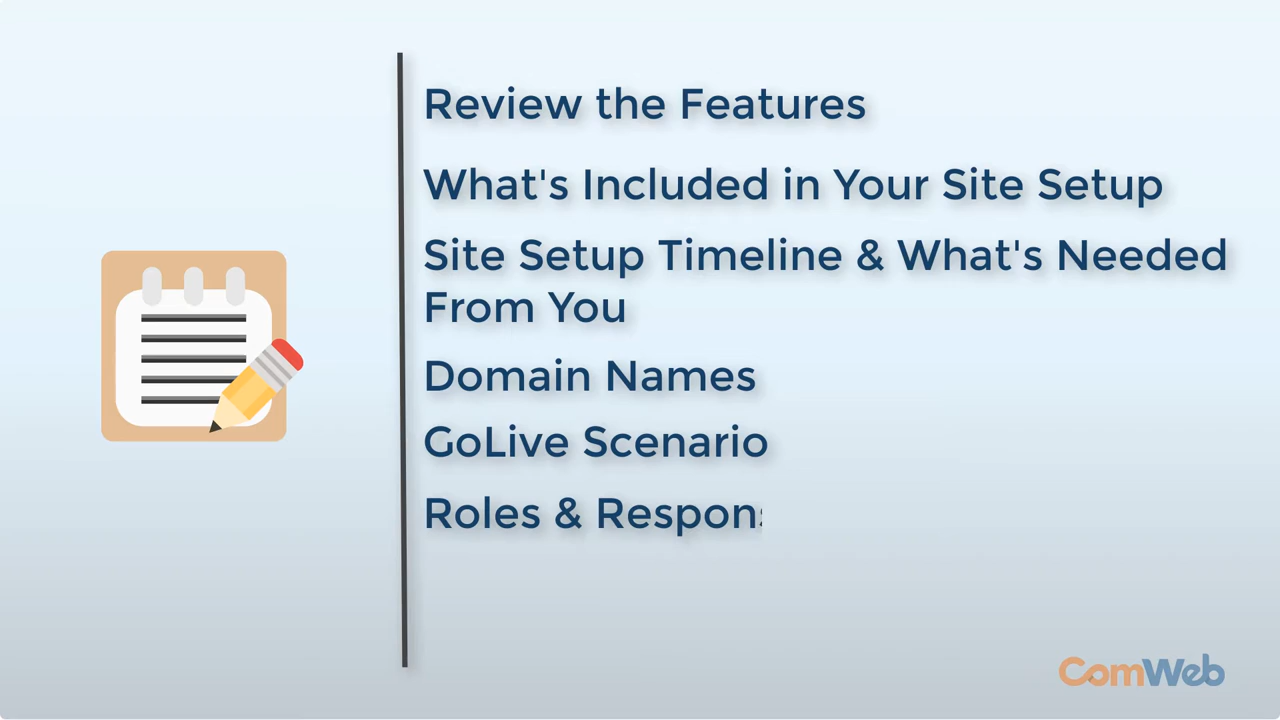 Review the Features
What's Included in Your Site Setup
Site Setup Timeline & What's Needed
From You
Domain Names
GoLive Scenario
Roles &
ComWeb